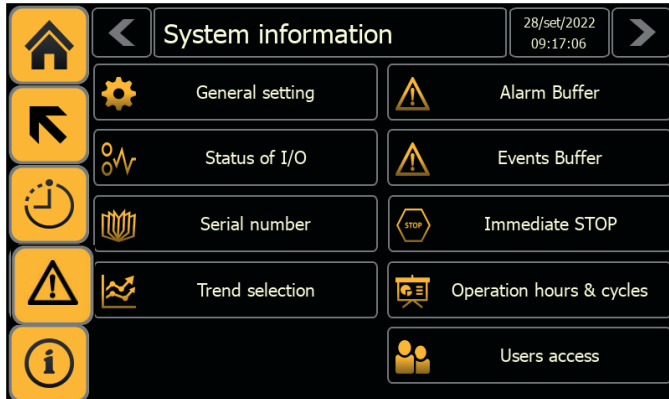 System information
28/set/2022
09:17:06
General setting
Alarm Buffer
Status of I/O
Events Buffer
Serial number
STOP
Immediate STOP
Trend selection
Operation hours & cycles
Users access